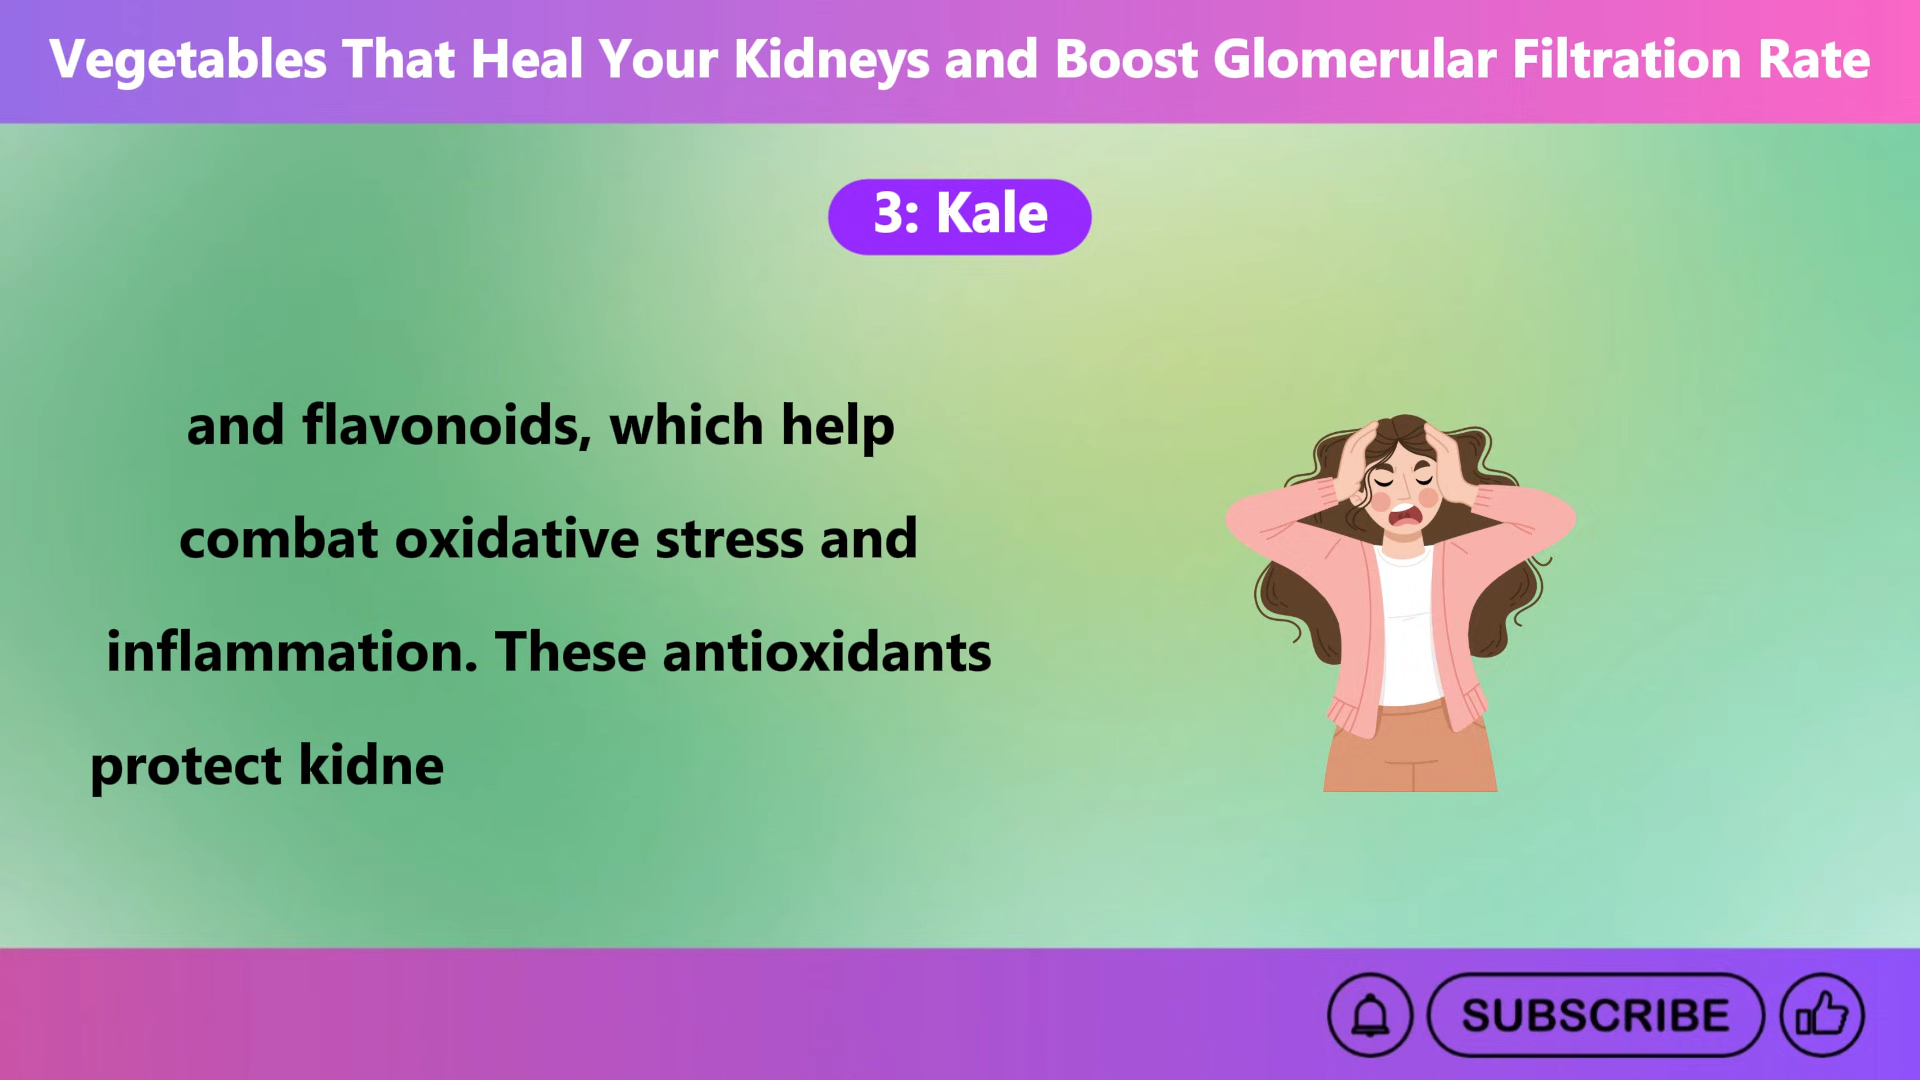 Vegetables That Heal Your Kidneys and Boost Glomerular Filtration Rate
3: Kale
and flavonoids, which help
combat oxidative stress and
inflammation. These antioxidants
protect kidne
SUBSCRIBE